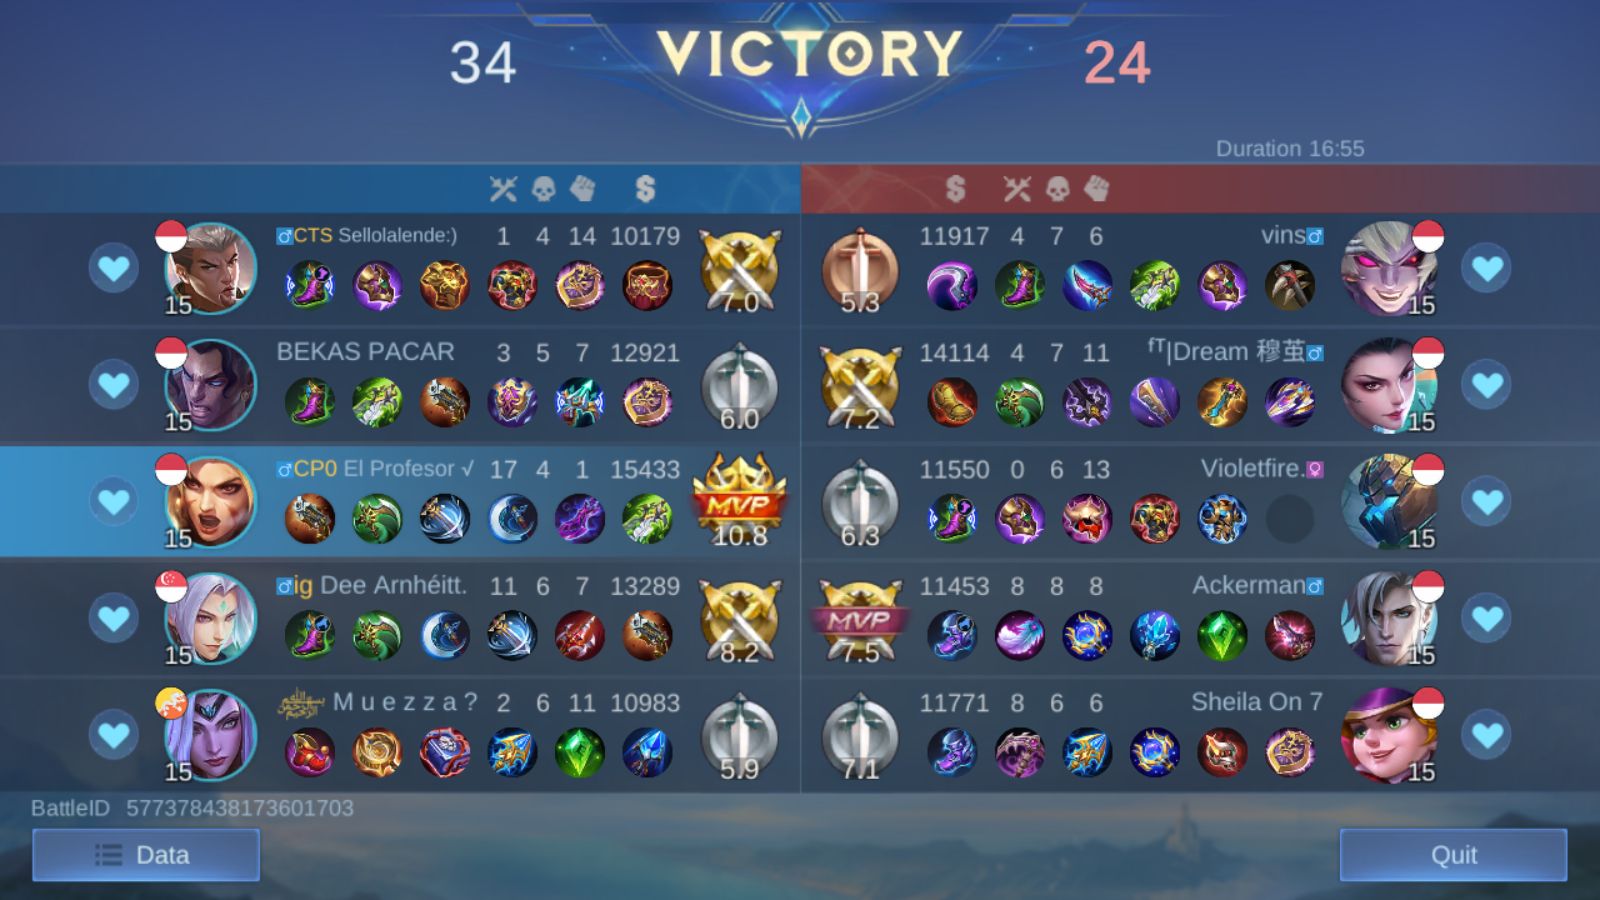 34 VICTORY 24
Duration 16:55
CTS Sellolalende:) 1 4 14 10179 7.0 15
5.3 11917 4 7 6 vins 15
BEKAS PACAR 3 5 7 12921 6.0 15
7.2 14114 4 7 11 ᶠᵀ|Dream 穆茧 15
CP0 El Profesor √ 17 4 1 15433 MVP 10.8 15
6.3 11550 0 6 13 Violetfire. 15
ig Dee Arnhéitt. 11 6 7 13289 8.2 15
MVP 7.5 11453 8 8 8 Ackerman 15
﷽ M u e z z a ? 2 6 11 10983 5.9 15
7.1 11771 8 6 6 Sheila On 7 15
BattleID 577378438173601703
Data
Quit